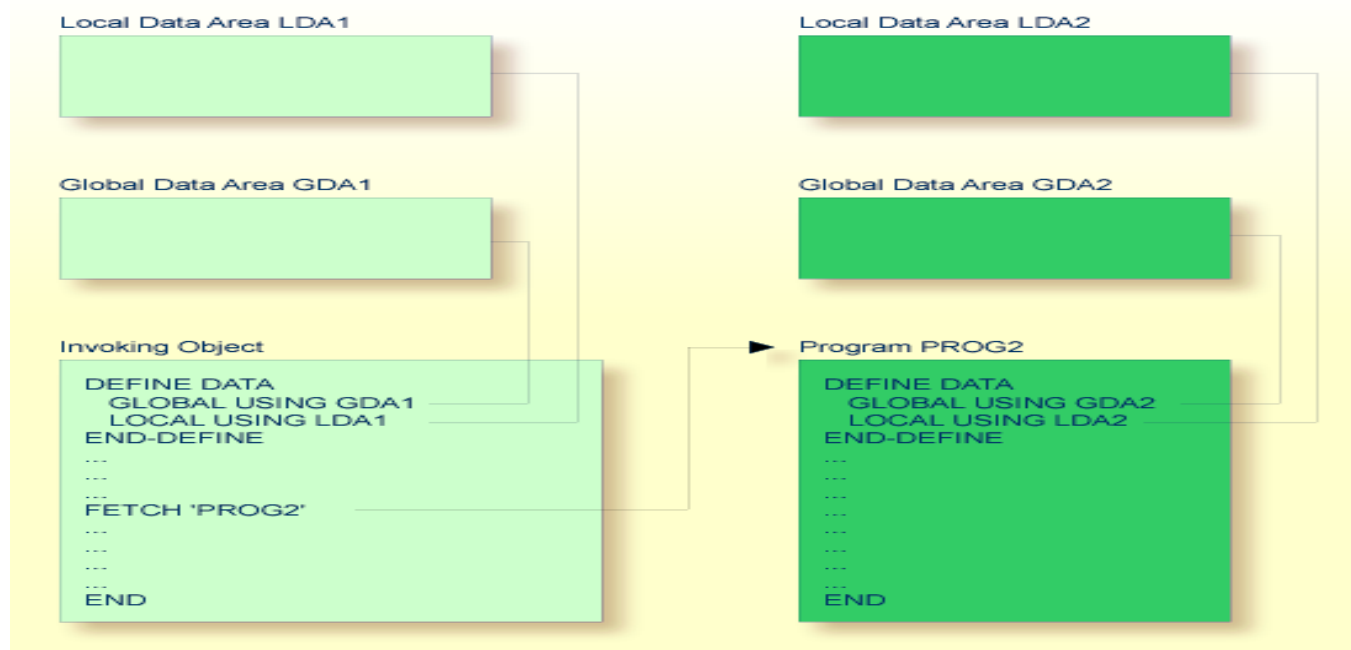 Local Data Area LDA1
Local Data Area LDA2
Global Data Area GDA1
Global Data Area GDA2
Invoking Object
DEFINE DATA
GLOBAL USING GDA1
LOCAL USING LDA1
END-DEFINE
...
...
...
FETCH 'PROG2'
...
...
...
...
END
Program PROG2
DEFINE DATA
GLOBAL USING GDA2
LOCAL USING LDA2
END-DEFINE
...
...
...
...
...
...
...
...
END